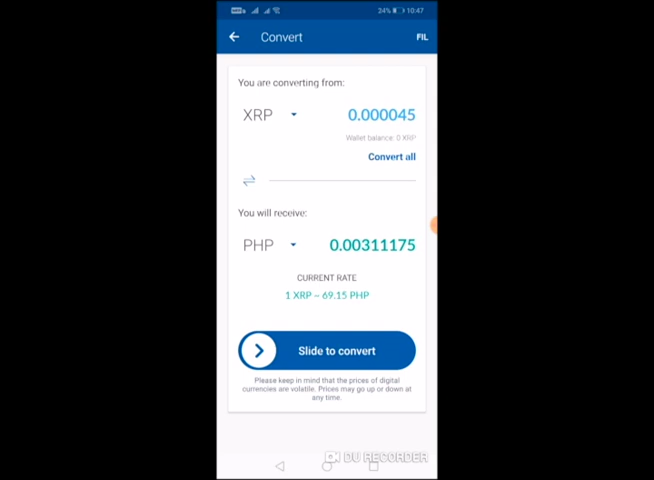 24% 10:47
Convert
FIL
You are converting from:
XRP 0.000045
Wallet balance: 0 XRP
Convert all
You will receive:
PHP 0.00311175
CURRENT RATE
1 XRP ~ 69.15 PHP
Slide to convert
Please keep in mind that the prices of digital
currencies are volatile. Prices may go up or down at
any time.
DU RECORDER